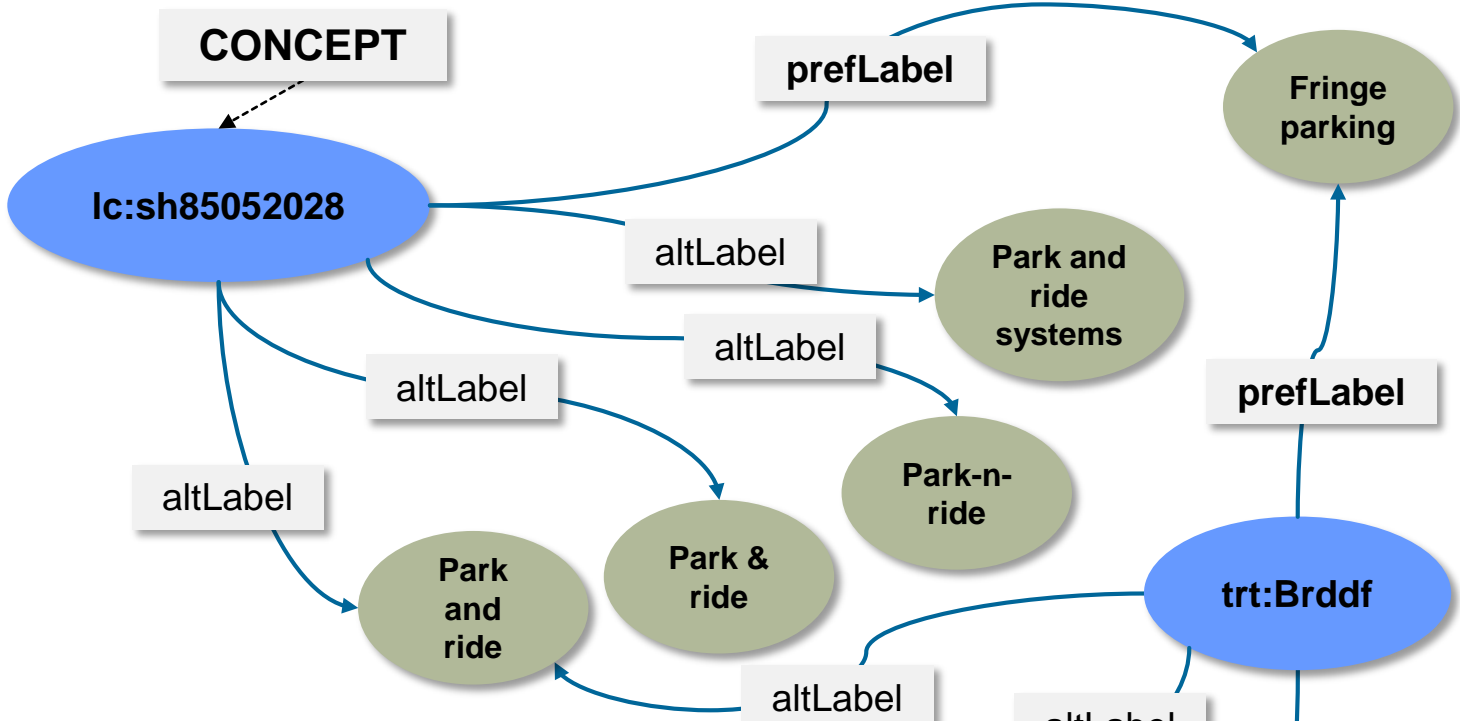 CONCEPT
prefLabel
Fringe
parking
lc:sh85052028
altLabel
Park and
ride
systems
altLabel
altLabel
prefLabel
altLabel
Park-n-
ride
Park &
ride
Park
and
ride
trt:Brddf
altLabel
altLabel